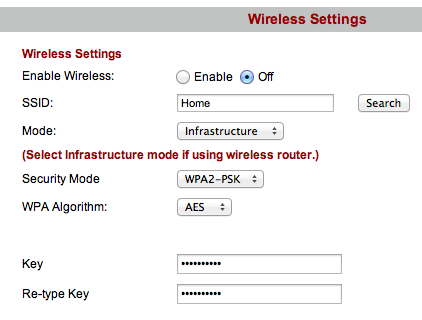 Wireless Settings
Wireless Settings
Enable Wireless: Enable Off
SSID: Home Search
Mode: Infrastructure
(Select Infrastructure mode if using wireless router.)
Security Mode WPA2-PSK
WPA Algorithm: AES
Key ••••••••••
Re-type Key ••••••••••